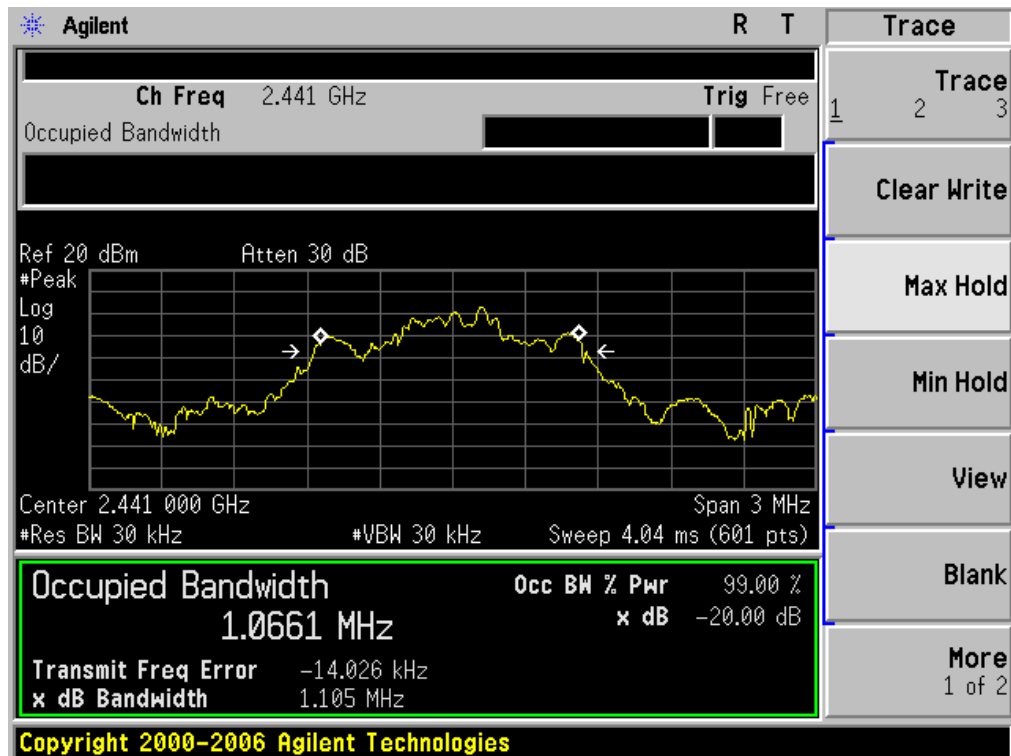 Agilent R T
Trace
Ch Freq 2.441 GHz Trig Free
Occupied Bandwidth
Trace
1 2 3
Clear Write
Max Hold
Min Hold
View
Blank
More
1 of 2
Ref 20 dBm Atten 30 dB
#Peak
Log
10
dB/
Center 2.441 000 GHz Span 3 MHz
#Res BW 30 kHz #VBW 30 kHz Sweep 4.04 ms (601 pts)
Occupied Bandwidth Occ BW % Pwr 99.00 %
1.0661 MHz x dB -20.00 dB
Transmit Freq Error -14.026 kHz
x dB Bandwidth 1.105 MHz
Copyright 2000-2006 Agilent Technologies